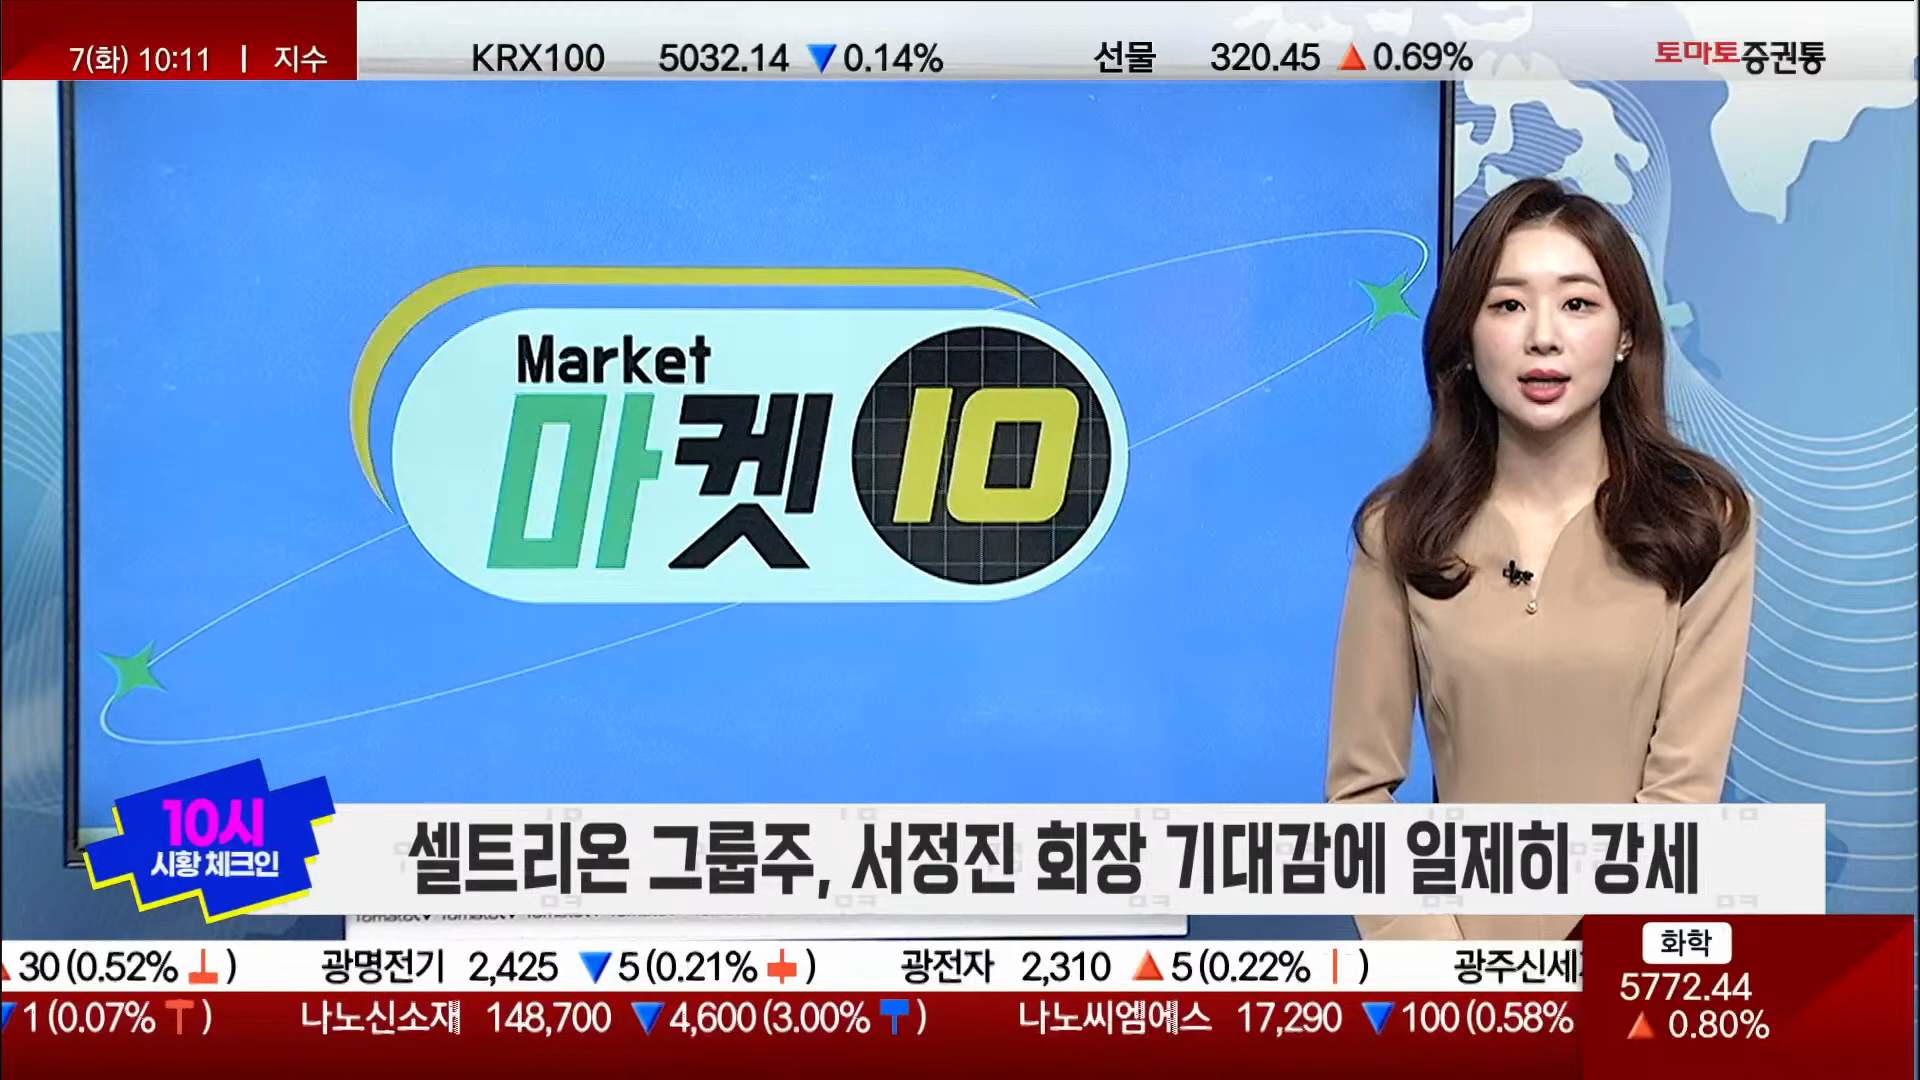 7(화) 10:11 | 지수 KRX100 5032.14 ▼0.14% 선물 320.45 ▲0.69% 토마토증권통
Market
마켓 10
10시
시황 체크인
셀트리온 그룹주, 서정진 회장 기대감에 일제히 강세
30(0.52% ) 광명전기 2,425 ▼5(0.21% ) 광전자 2,310 ▲5(0.22% ) 광주신세
화학
5772.44
▲ 0.80%
1(0.07% ) 나노신소재 148,700 ▼4,600(3.00% ) 나노씨엠에스 17,290 ▼100(0.58%